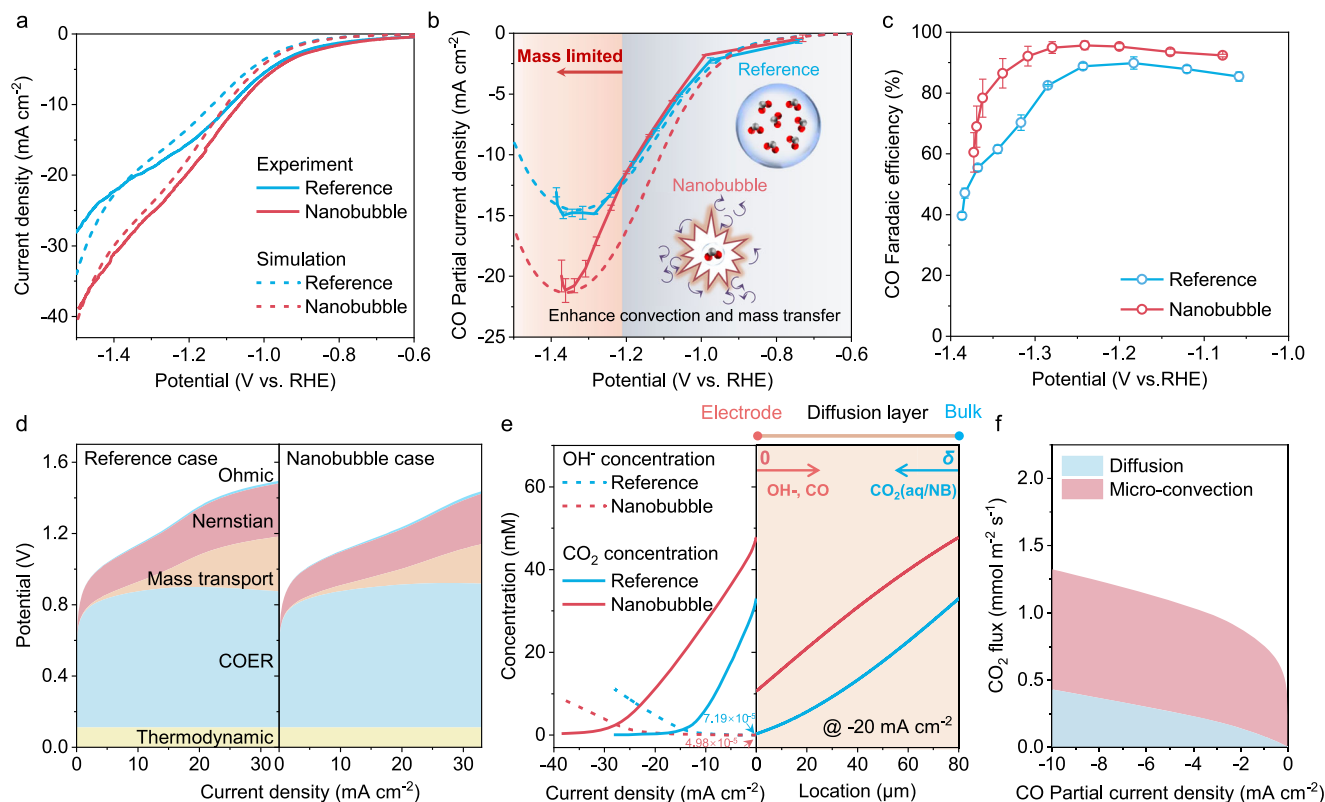 a
Current density (mA cm⁻²)
0
-10
-20
-30
-40
Experiment
Reference
Nanobubble
Simulation
Reference
Nanobubble
-1.4
-1.2
-1.0
-0.8
-0.6
Potential (V vs. RHE)
b
CO Partial current density (mA cm⁻²)
0
-5
-10
-15
-20
-25
Mass limited
Reference
Nanobubble
Enhance convection and mass transfer
-1.4
-1.2
-1.0
-0.8
-0.6
Potential (V vs. RHE)
c
CO Faradaic efficiency (%)
100
80
60
40
20
0
Reference
Nanobubble
-1.4
-1.3
-1.2
-1.1
-1.0
Potential (V vs.RHE)
d
Potential (V)
1.6
1.2
0.8
0.4
0.0
Reference case
Nanobubble case
Ohmic
Nernstian
Mass transport
COER
Thermodynamic
0
10
20
30
0
10
20
30
Current density (mA cm⁻²)
e
Electrode
Diffusion layer
Bulk
Concentration (mM)
60
40
20
0
OH⁻ concentration
Reference
Nanobubble
CO₂ concentration
Reference
Nanobubble
0
δ
OH-, CO
CO₂(aq/NB)
7.19×10⁻⁵
4.98×10⁻⁵
@ -20 mA cm⁻²
-40
-30
-20
-10
0
20
40
60
80
Current density (mA cm⁻²)
Location (μm)
f
CO₂ flux (mmol m⁻² s⁻¹)
2.0
1.5
1.0
0.5
0.0
Diffusion
Micro-convection
-10
-8
-6
-4
-2
0
CO Partial current density (mA cm⁻²)